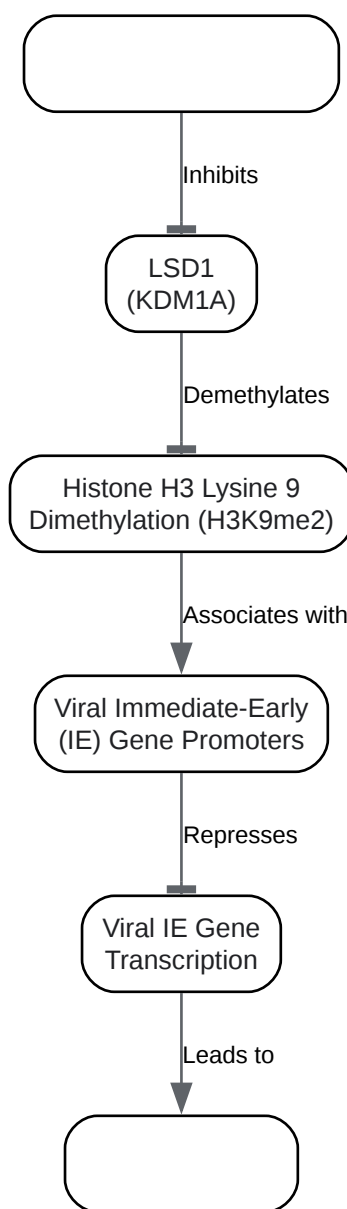 Inhibits
LSD1
(KDM1A)
Demethylates
Histone H3 Lysine 9
Dimethylation (H3K9me2)
Associates with
Viral Immediate-Early
(IE) Gene Promoters
Represses
Viral IE Gene
Transcription
Leads to